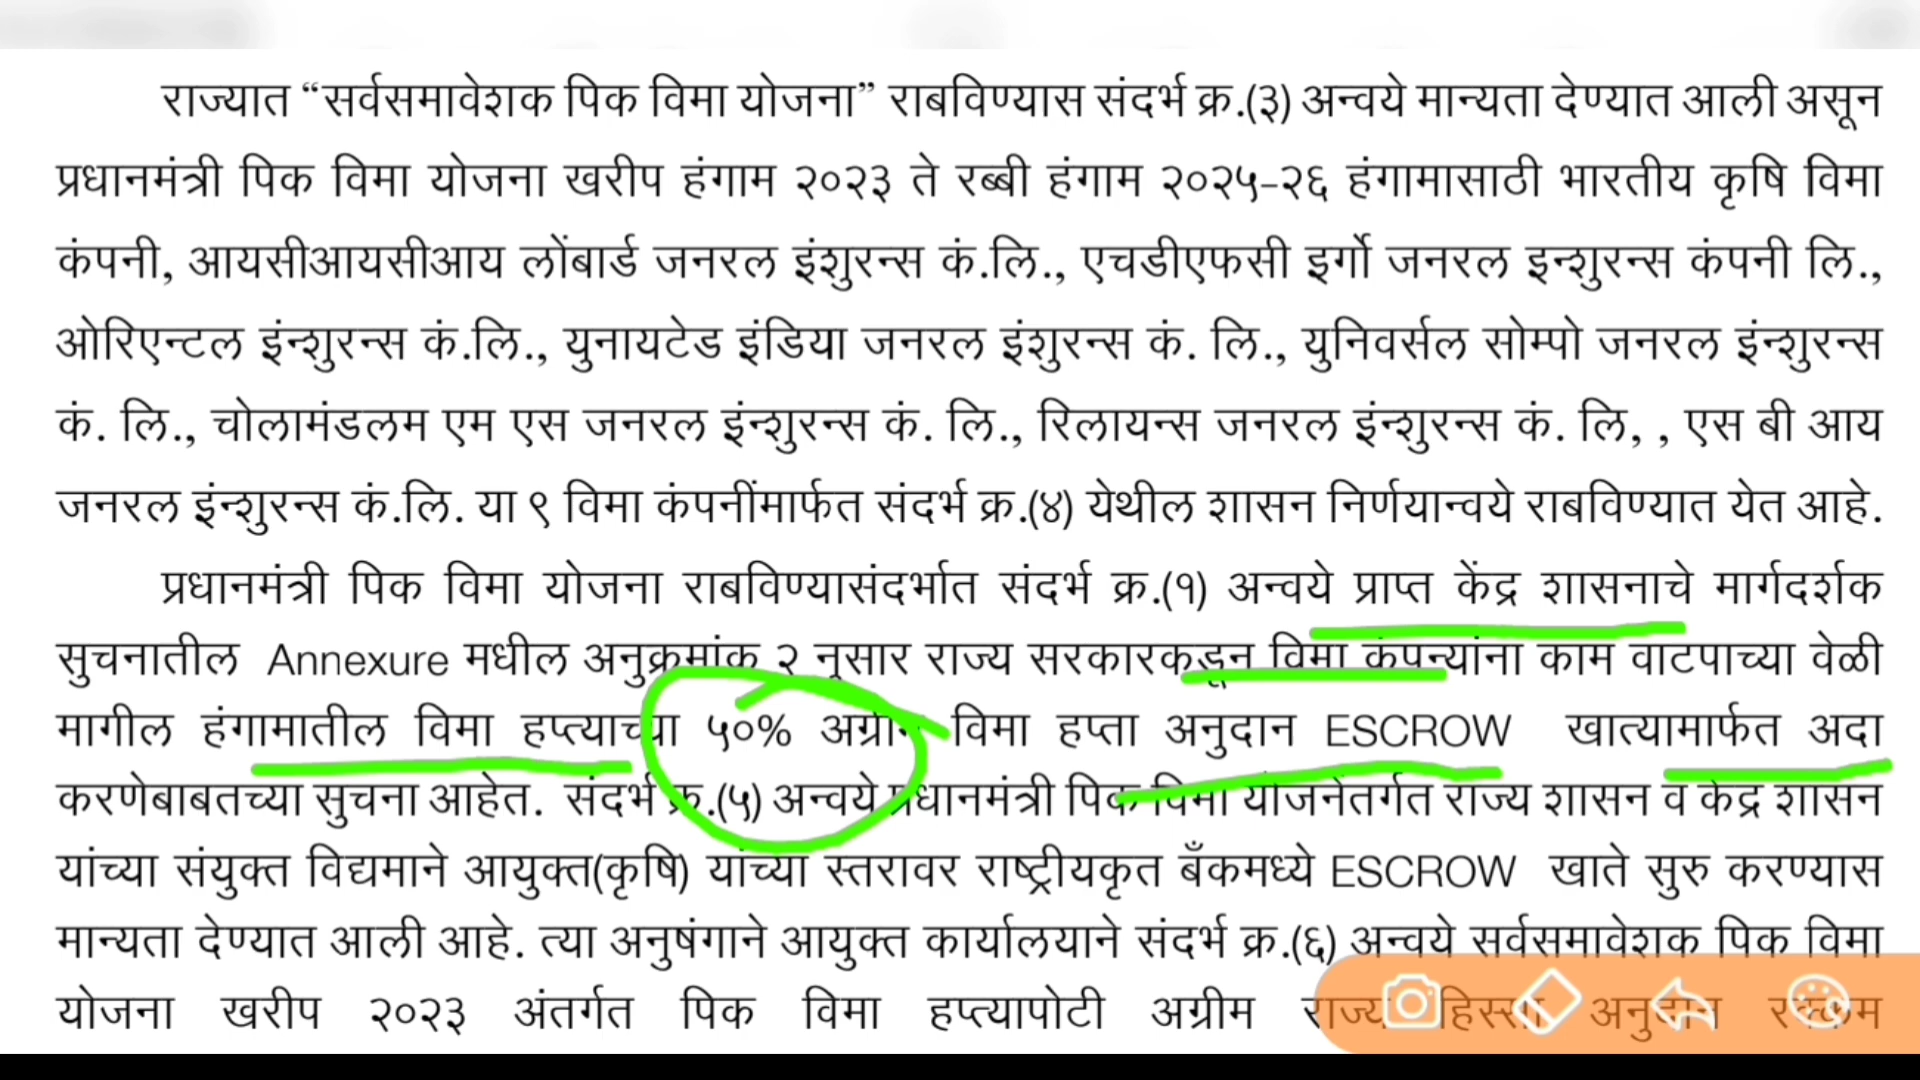 राज्यात “सर्वसमावेशक पिक विमा योजना” राबविण्यास संदर्भ क्र.(३) अन्वये मान्यता देण्यात आली असून
प्रधानमंत्री पिक विमा योजना खरीप हंगाम २०२३ ते रब्बी हंगाम २०२५-२६ हंगामासाठी भारतीय कृषि विमा
कंपनी, आयसीआयसीआय लोंबार्ड जनरल इंशुरन्स कं.लि., एचडीएफसी इर्गो जनरल इन्शुरन्स कंपनी लि.,
ओरिएन्टल इंन्शुरन्स कं.लि., युनायटेड इंडिया जनरल इंशुरन्स कं. लि., युनिवर्सल सोम्पो जनरल इंन्शुरन्स
कं. लि., चोलामंडलम एम एस जनरल इंन्शुरन्स कं. लि., रिलायन्स जनरल इंन्शुरन्स कं. लि, , एस बी आय
जनरल इंन्शुरन्स कं.लि. या ९ विमा कंपनींमार्फत संदर्भ क्र.(४) येथील शासन निर्णयान्वये राबविण्यात येत आहे.
प्रधानमंत्री पिक विमा योजना राबविण्यासंदर्भात संदर्भ क्र.(१) अन्वये प्राप्त केंद्र शासनाचे मार्गदर्शक
सुचनातील Annexure मधील अनुक्रमांक २ नुसार राज्य सरकारकडून विमा कंपन्यांना काम वाटपाच्या वेळी
मागील हंगामातील विमा हप्त्याच्या ५०% अग्रीम विमा हप्ता अनुदान ESCROW खात्यामार्फत अदा
करणेबाबतच्या सुचना आहेत. संदर्भ क्र.(५) अन्वये प्रधानमंत्री पिक विमा योजनेंतर्गत राज्य शासन व केंद्र शासन
यांच्या संयुक्त विद्यमाने आयुक्त(कृषि) यांच्या स्तरावर राष्ट्रीयकृत बँकमध्ये ESCROW खाते सुरु करण्यास
मान्यता देण्यात आली आहे. त्या अनुषंगाने आयुक्त कार्यालयाने संदर्भ क्र.(६) अन्वये सर्वसमावेशक पिक विमा
योजना खरीप २०२३ अंतर्गत पिक विमा हप्त्यापोटी अग्रीम राज्य हिस्सा अनुदान रक्कम